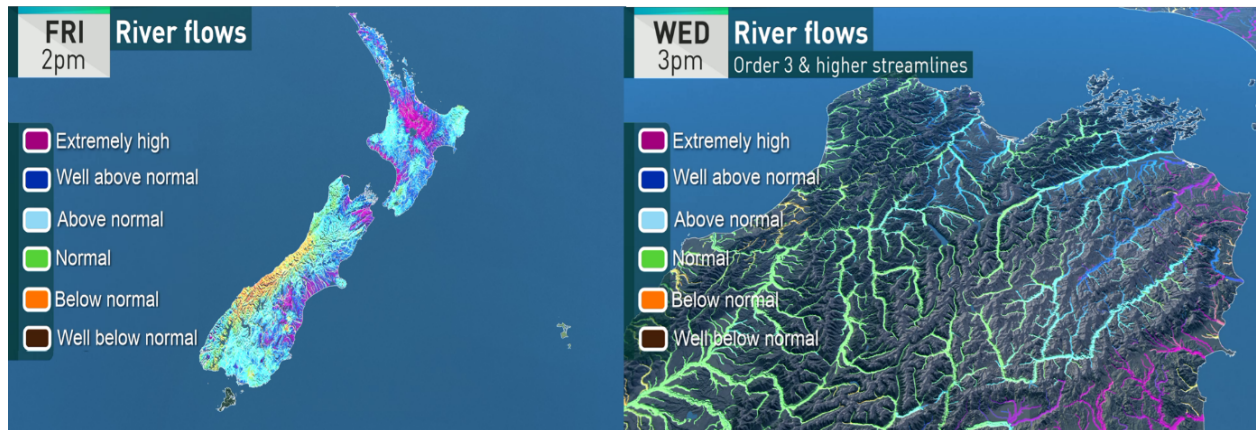 FRI
2pm
River flows
Extremely high
Well above normal
Above normal
Normal
Below normal
Well below normal
WED
3pm
River flows
Order 3 & higher streamlines
Extremely high
Well above normal
Above normal
Normal
Below normal
Well below normal